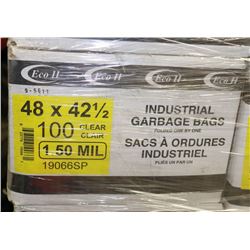 Eco II Eco II Eco II Eco II
48 x 42½
100 CLEAR CLAIR
1.50 MIL
19066SP
INDUSTRIAL
GARBAGE BAGS
FOLDED ONE BY ONE
SACS À ORDURES
INDUSTRIEL
PLIÉS UN PAR UN